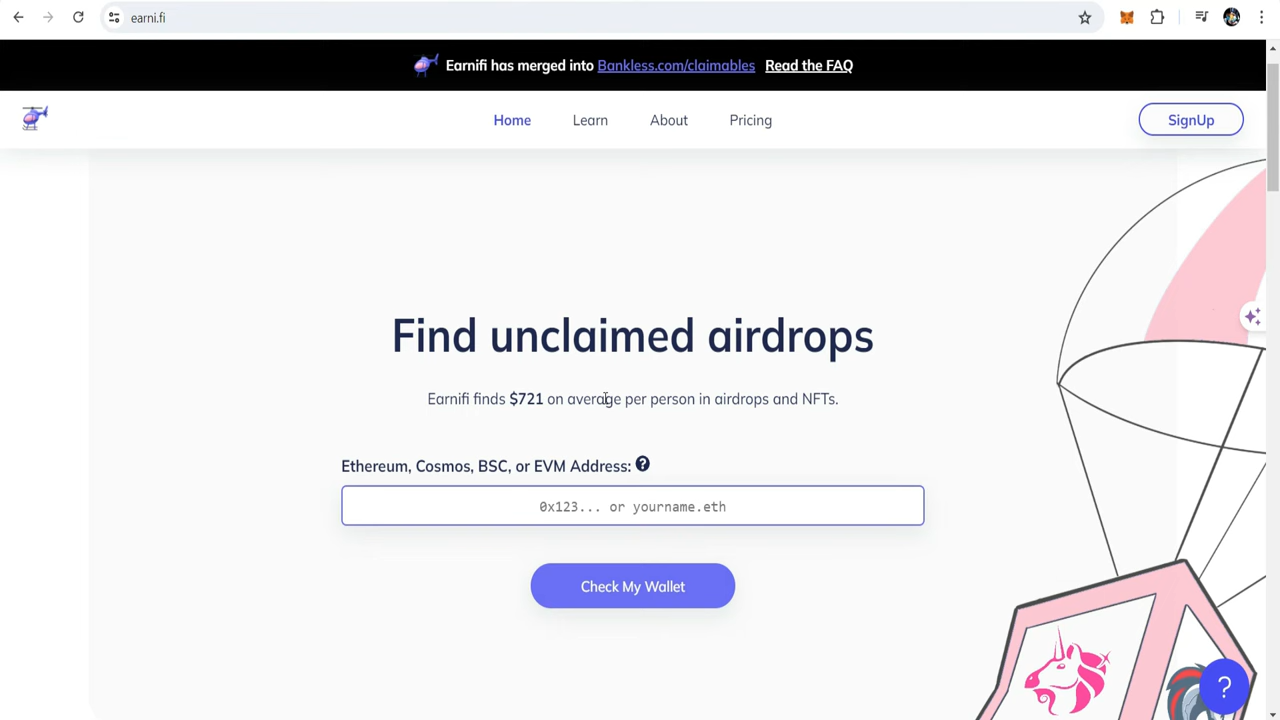 earni.fi
Earnifi has merged into Bankless.com/claimables Read the FAQ
Home Learn About Pricing SignUp
Find unclaimed airdrops
Earnifi finds $721 on average per person in airdrops and NFTs.
Ethereum, Cosmos, BSC, or EVM Address: ?
0x123... or yourname.eth
Check My Wallet
?